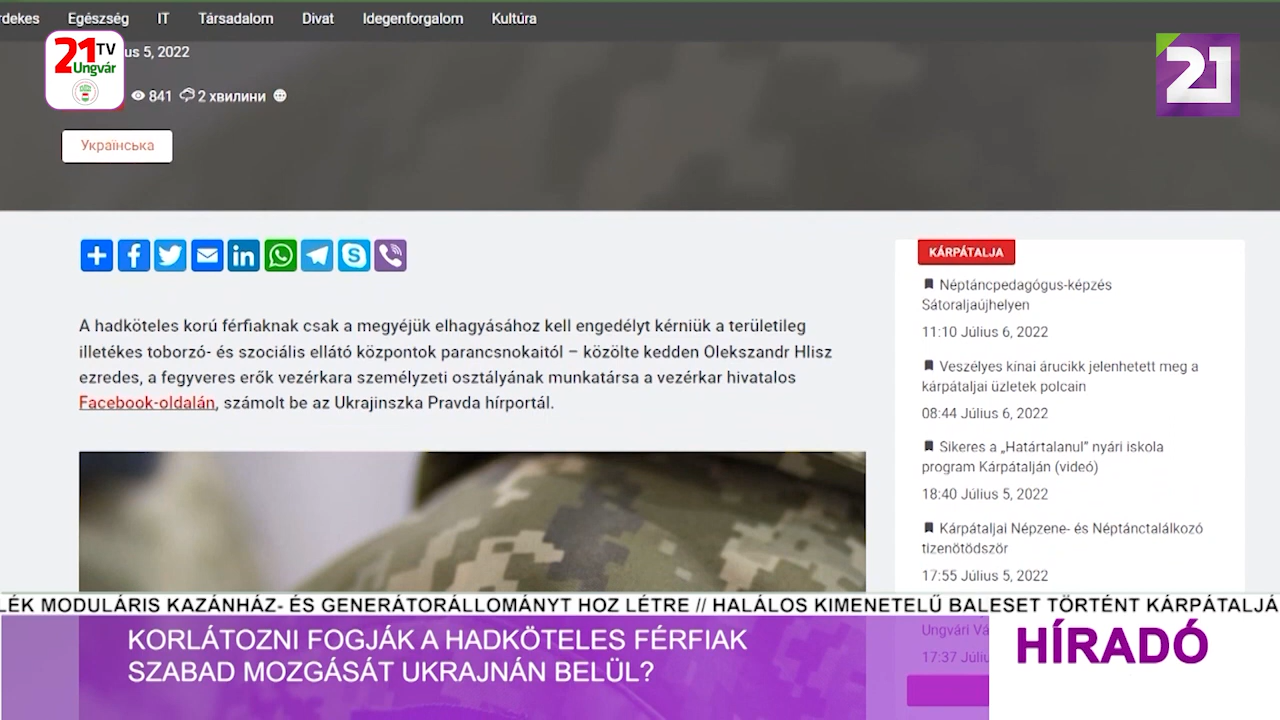 rdekes Egészség IT Társadalom Divat Idegenforgalom Kultúra
21 TV
Ungvár
us 5, 2022
21
841 2 хвилини
Українська
A hadköteles korú férfiaknak csak a megyéjük elhagyásához kell engedélyt kérniük a területileg
illetékes toborzó- és szociális ellátó központok parancsnokaitól – közölte kedden Olekszandr Hlisz
ezredes, a fegyveres erők vezérkara személyzeti osztályának munkatársa a vezérkar hivatalos
Facebook-oldalán, számolt be az Ukrajinszka Pravda hírportál.
KÁRPÁTALJA
Néptáncpedagógus-képzés
Sátoraljaújhelyen
11:10 Július 6, 2022
Veszélyes kínai árucikk jelenhetett meg a
kárpátaljai üzletek polcain
08:44 Július 6, 2022
Sikeres a „Határtalanul” nyári iskola
program Kárpátalján (videó)
18:40 Július 5, 2022
Kárpátaljai Népzene- és Néptánctalálkozó
tizenötödször
17:55 Július 5, 2022
LÉK MODULÁRIS KAZÁNHÁZ- ÉS GENERÁTORÁLLOMÁNYT HOZ LÉTRE // HALÁLOS KIMENETELŰ BALESET TÖRTÉNT KÁRPÁTALJÁ
Ungvári Vá
17:37 Júliu
KORLÁTOZNI FOGJÁK A HADKÖTELES FÉRFIAK
SZABAD MOZGÁSÁT UKRAJNÁN BELÜL?
HÍRADÓ